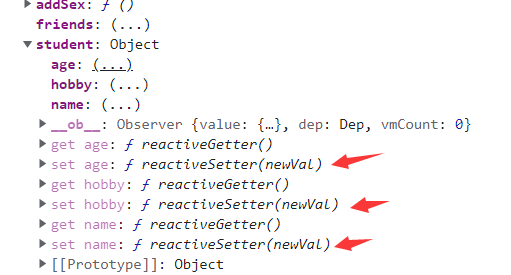 addSex: ƒ ()
friends: (...)
student: Object
age: (...)
hobby: (...)
name: (...)
__ob__: Observer {value: {…}, dep: Dep, vmCount: 0}
get age: ƒ reactiveGetter()
set age: ƒ reactiveSetter(newVal)
get hobby: ƒ reactiveGetter()
set hobby: ƒ reactiveSetter(newVal)
get name: ƒ reactiveGetter()
set name: ƒ reactiveSetter(newVal)
[[Prototype]]: Object